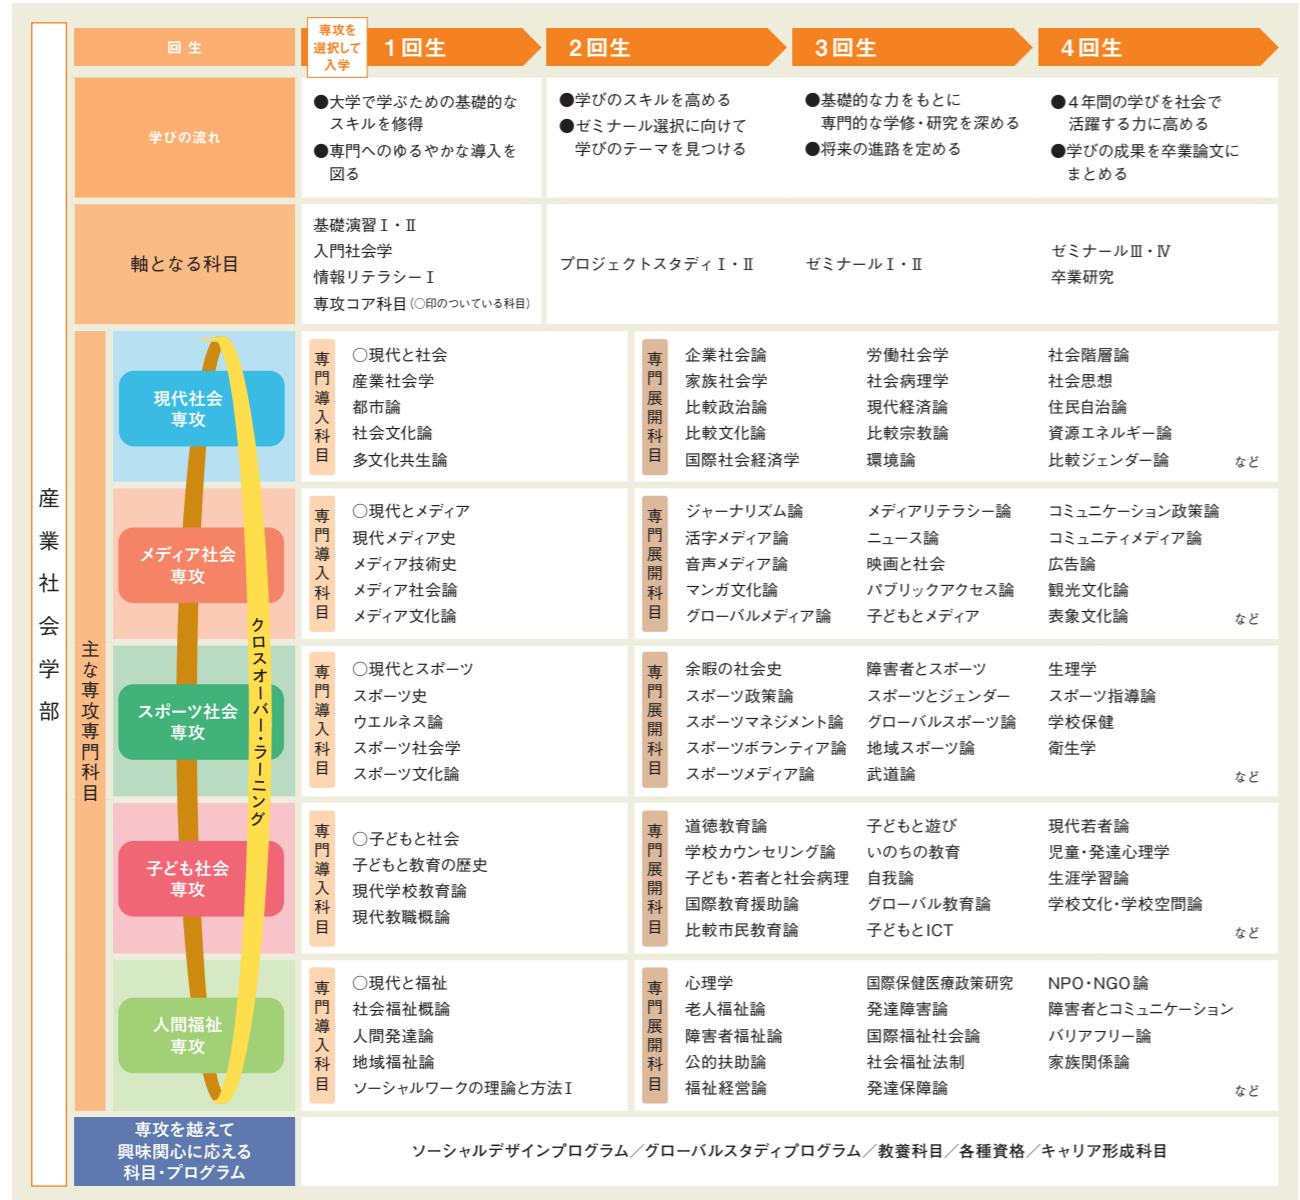 産業社会学部
回生
専攻を
選択して
入学
1回生
2回生
3回生
4回生
学びの流れ
●大学で学ぶための基礎的な
スキルを修得
●専門へのゆるやかな導入を
図る
●学びのスキルを高める
●ゼミナール選択に向けて
学びのテーマを見つける
●基礎的な力をもとに
専門的な学修・研究を深める
●将来の進路を定める
●4年間の学びを社会で
活躍する力に高める
●学びの成果を卒業論文に
まとめる
軸となる科目
基礎演習Ⅰ・Ⅱ
入門社会学
情報リテラシーⅠ
専攻コア科目(○印のついている科目)
プロジェクトスタディⅠ・Ⅱ
ゼミナールⅠ・Ⅱ
ゼミナールⅢ・Ⅳ
卒業研究
主な専攻専門科目
クロスオーバー・ラーニング
現代社会
専攻
専門導入科目
○現代と社会
産業社会学
都市論
社会文化論
多文化共生論
専門展開科目
企業社会論
家族社会学
比較政治論
比較文化論
国際社会経済学
労働社会学
社会病理学
現代経済論
比較宗教論
環境論
社会階層論
社会思想
住民自治論
資源エネルギー論
比較ジェンダー論
など
メディア社会
専攻
専門導入科目
○現代とメディア
現代メディア史
メディア技術史
メディア社会論
メディア文化論
専門展開科目
ジャーナリズム論
活字メディア論
音声メディア論
マンガ文化論
グローバルメディア論
メディアリテラシー論
ニュース論
映画と社会
パブリックアクセス論
子どもとメディア
コミュニケーション政策論
コミュニティメディア論
広告論
観光文化論
表象文化論
など
スポーツ社会
専攻
専門導入科目
○現代とスポーツ
スポーツ史
ウエルネス論
スポーツ社会学
スポーツ文化論
専門展開科目
余暇の社会史
スポーツ政策論
スポーツマネジメント論
スポーツボランティア論
スポーツメディア論
障害者とスポーツ
スポーツとジェンダー
グローバルスポーツ論
地域スポーツ論
武道論
生理学
スポーツ指導論
学校保健
衛生学
など
子ども社会
専攻
専門導入科目
○子どもと社会
子どもと教育の歴史
現代学校教育論
現代教職概論
専門展開科目
道徳教育論
学校カウンセリング論
子ども・若者と社会病理
国際教育援助論
比較市民教育論
子どもと遊び
いのちの教育
自我論
グローバル教育論
子どもとICT
現代若者論
児童・発達心理学
生涯学習論
学校文化・学校空間論
など
人間福祉
専攻
専門導入科目
○現代と福祉
社会福祉概論
人間発達論
地域福祉論
ソーシャルワークの理論と方法Ⅰ
専門展開科目
心理学
老人福祉論
障害者福祉論
公的扶助論
福祉経営論
国際保健医療政策研究
発達障害論
国際福祉社会論
社会福祉法制
発達保障論
NPO・NGO論
障害者とコミュニケーション
バリアフリー論
家族関係論
など
専攻を越えて
興味関心に応える
科目・プログラム
ソーシャルデザインプログラム／グローバルスタディプログラム／教養科目／各種資格／キャリア形成科目